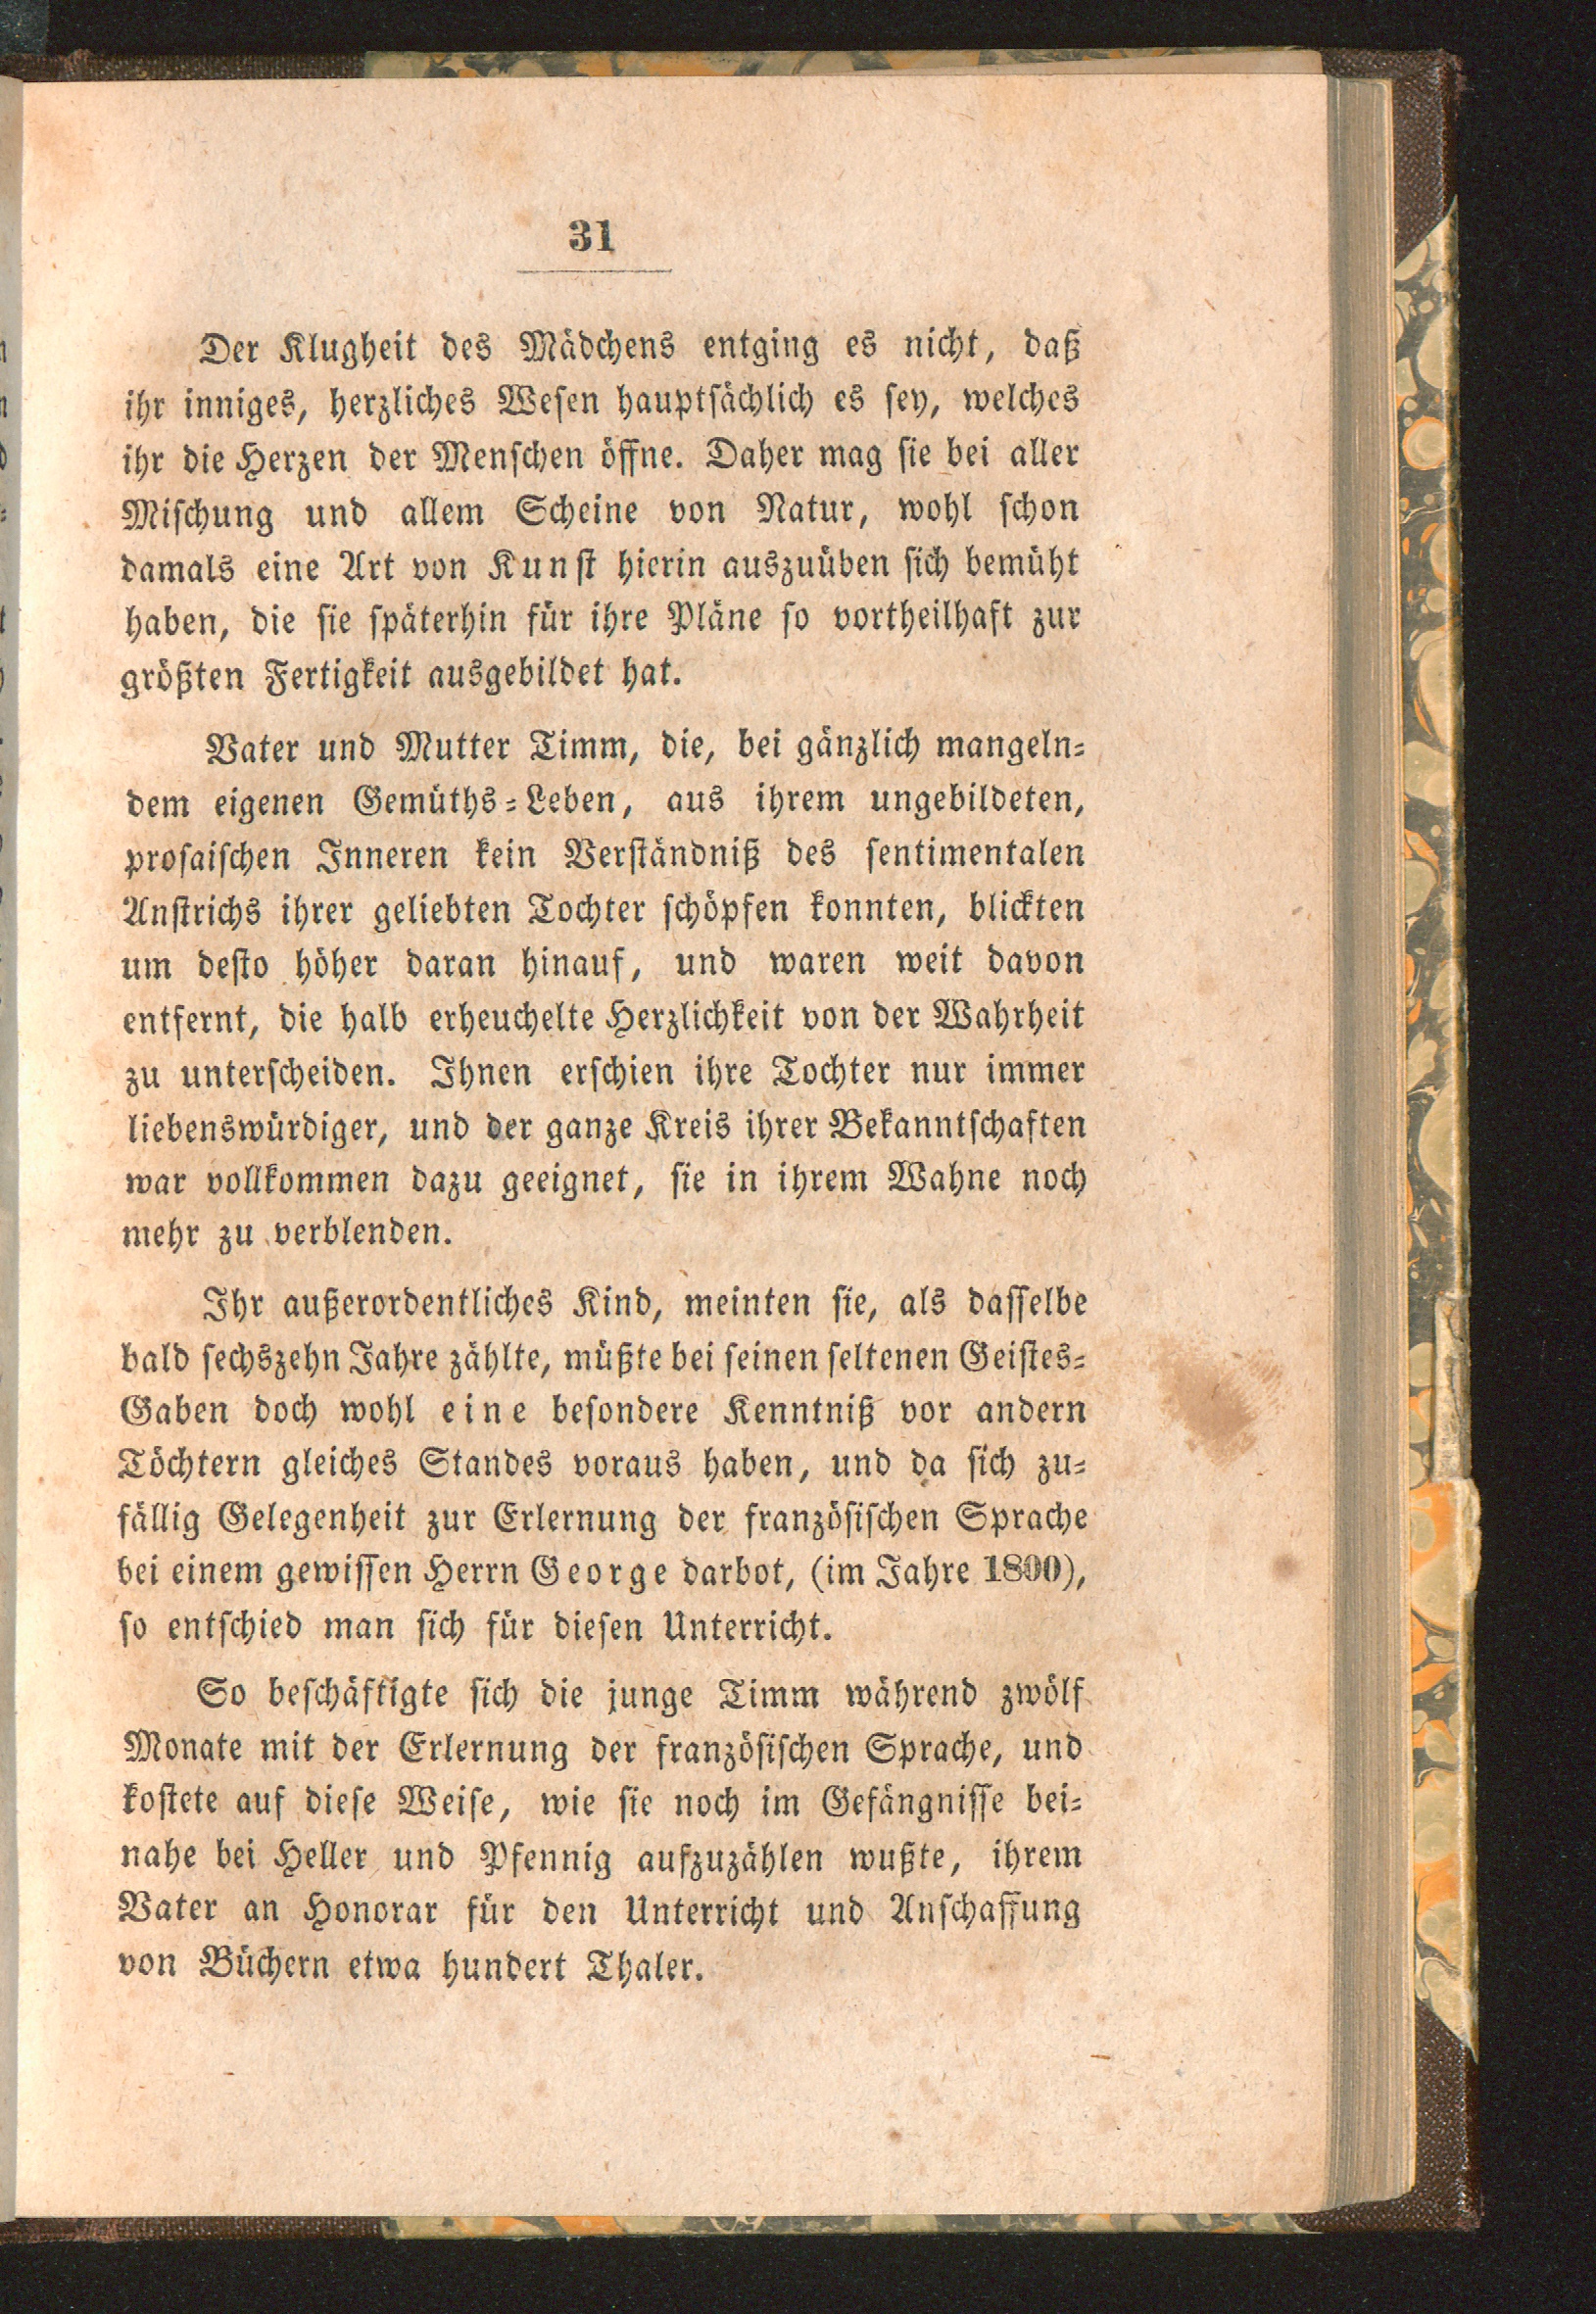 31
Der Klugheit des Mädchens entging es nicht, daß
ihr inniges, herzliches Wesen hauptsächlich es sey, welches
ihr die Herzen der Menschen öffne. Daher mag sie bei aller
Mischung und allem Scheine von Natur, wohl schon
damals eine Art von Kunst hierin auszuüben sich bemüht
haben, die sie späterhin für ihre Pläne so vortheilhaft zur
größten Fertigkeit ausgebildet hat.
Vater und Mutter Timm, die, bei gänzlich mangeln-
dem eigenen Gemüths-Leben, aus ihrem ungebildeten,
prosaischen Inneren kein Verständniß des sentimentalen
Anstrichs ihrer geliebten Tochter schöpfen konnten, blickten
um desto höher daran hinauf, und waren weit davon
entfernt, die halb erheuchelte Herzlichkeit von der Wahrheit
zu unterscheiden. Ihnen erschien ihre Tochter nur immer
liebenswürdiger, und der ganze Kreis ihrer Bekanntschaften
war vollkommen dazu geeignet, sie in ihrem Wahne noch
mehr zu verblenden.
Ihr außerordentliches Kind, meinten sie, als dasselbe
bald sechszehn Jahre zählte, müßte bei seinen seltenen Geistes-
Gaben doch wohl eine besondere Kenntniß vor andern
Töchtern gleiches Standes voraus haben, und da sich zu-
fällig Gelegenheit zur Erlernung der französischen Sprache
bei einem gewissen Herrn George darbot, (im Jahre 1800),
so entschied man sich für diesen Unterricht.
So beschäftigte sich die junge Timm während zwölf
Monate mit der Erlernung der französischen Sprache, und
kostete auf diese Weise, wie sie noch im Gefängnisse bei-
nahe bei Heller und Pfennig aufzuzählen wußte, ihrem
Vater an Honorar für den Unterricht und Anschaffung
von Büchern etwa hundert Thaler.